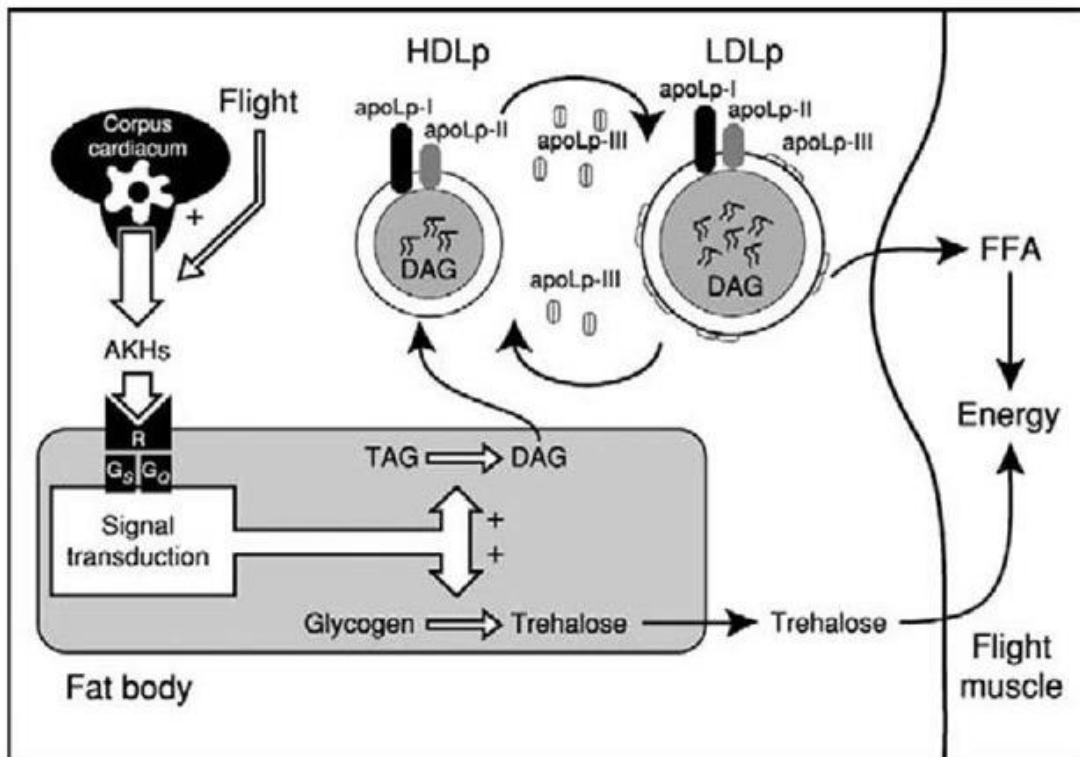 HDLp
LDLp
Flight
Corpus
cardiacum
apoLp-I
apoLp-II
apoLp-III
apoLp-I
apoLp-II
apoLp-III
+
DAG
DAG
FFA
apoLp-III
AKHs
Energy
R
GS GQ
TAG DAG
Signal
transduction
+
+
Glycogen Trehalose
Trehalose
Flight
muscle
Fat body